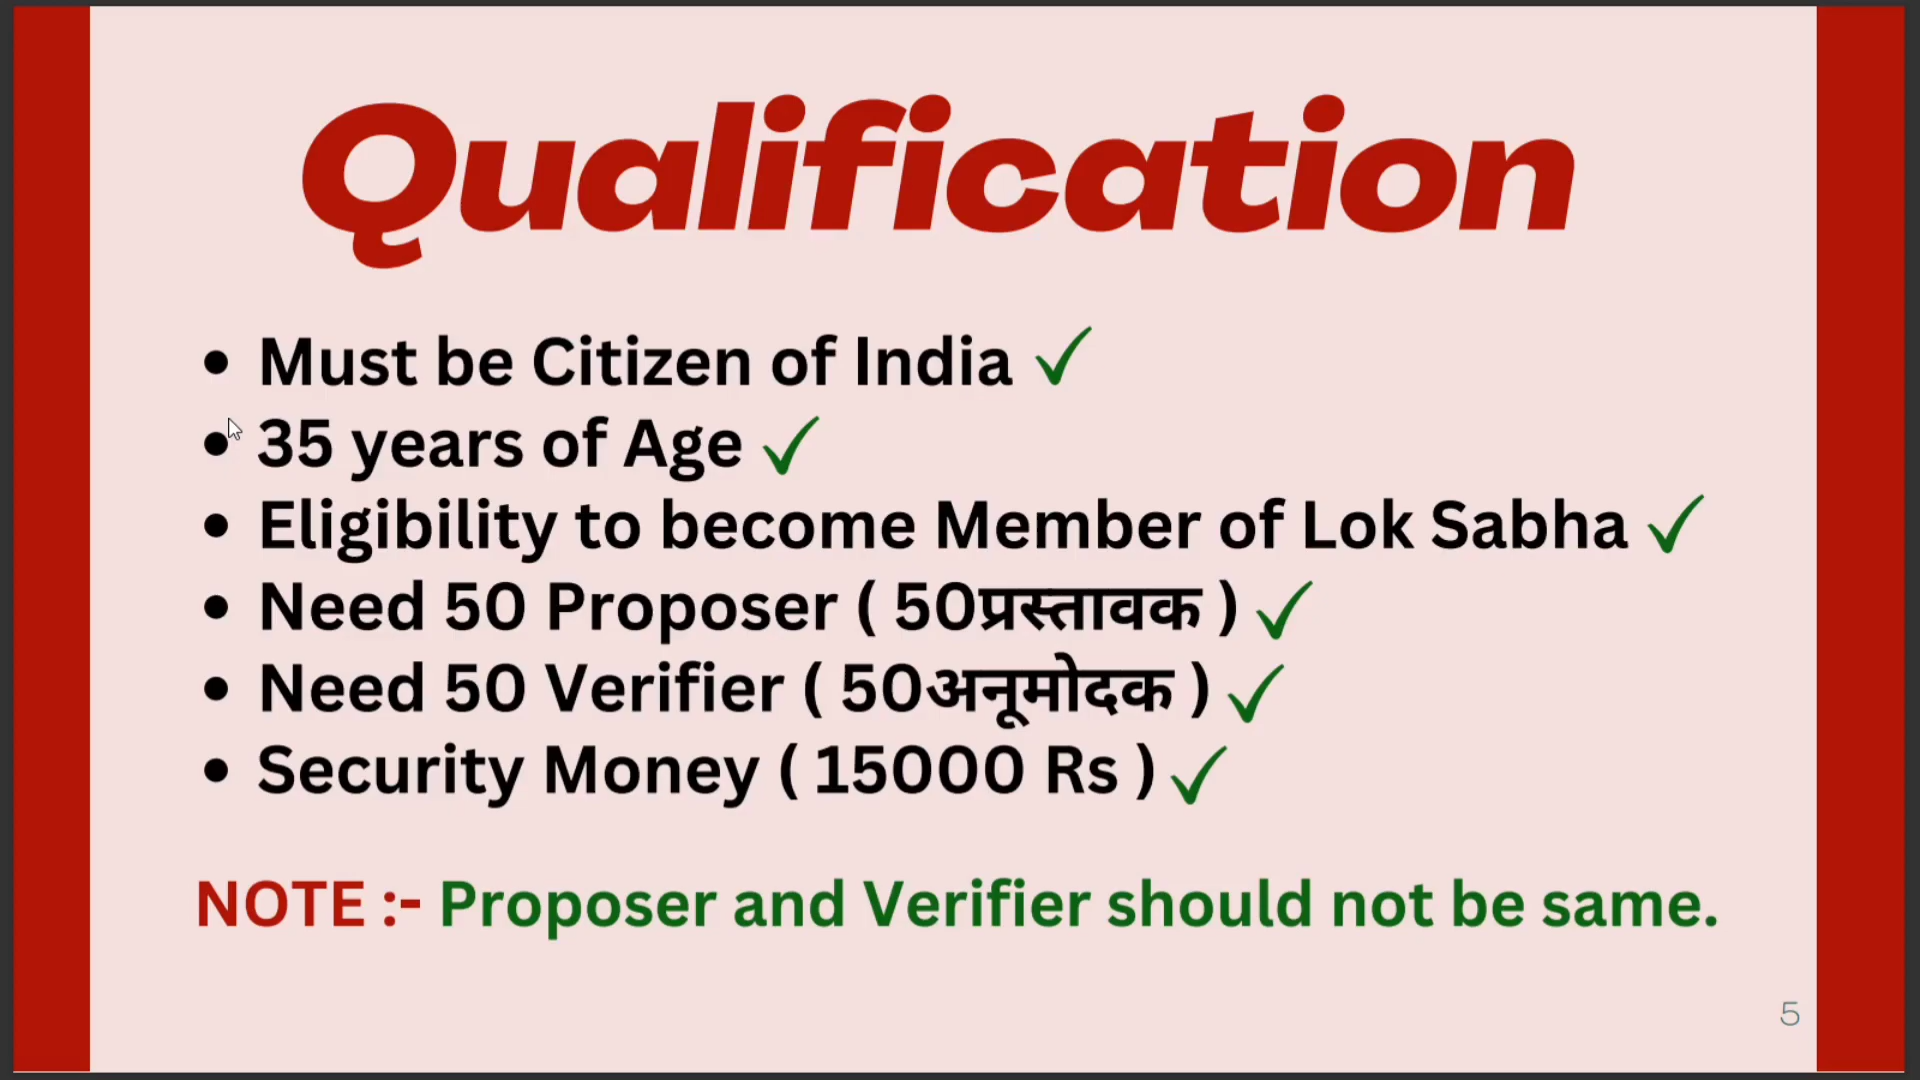 Qualification
• Must be Citizen of India ✓
• 35 years of Age ✓
• Eligibility to become Member of Lok Sabha ✓
• Need 50 Proposer ( 50प्रस्तावक ) ✓
• Need 50 Verifier ( 50अनूमोदक ) ✓
• Security Money ( 15000 Rs ) ✓
NOTE :- Proposer and Verifier should not be same.
5